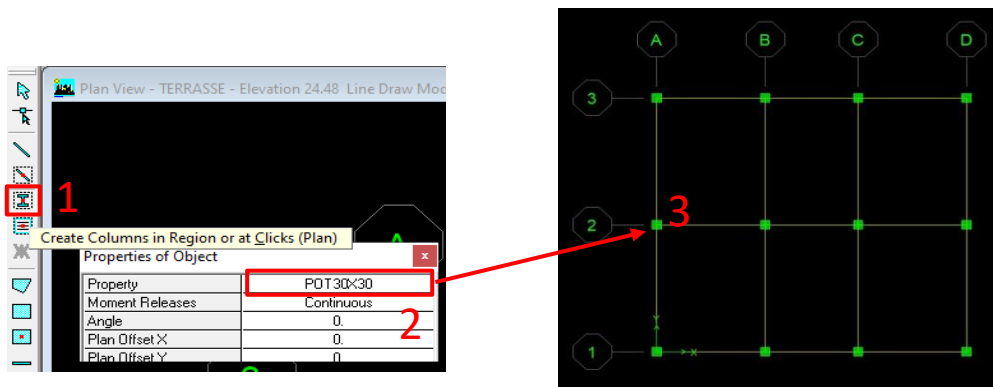 Plan View - TERRASSE - Elevation 24.48 Line Draw Mod
1
Create Columns in Region or at Clicks (Plan)
Properties of Object x
Property POT30X30
Moment Releases Continuous
Angle 0.
Plan Offset X 0.
Plan Offset Y 0
2
A B C D
3
2
1
3
Y
X